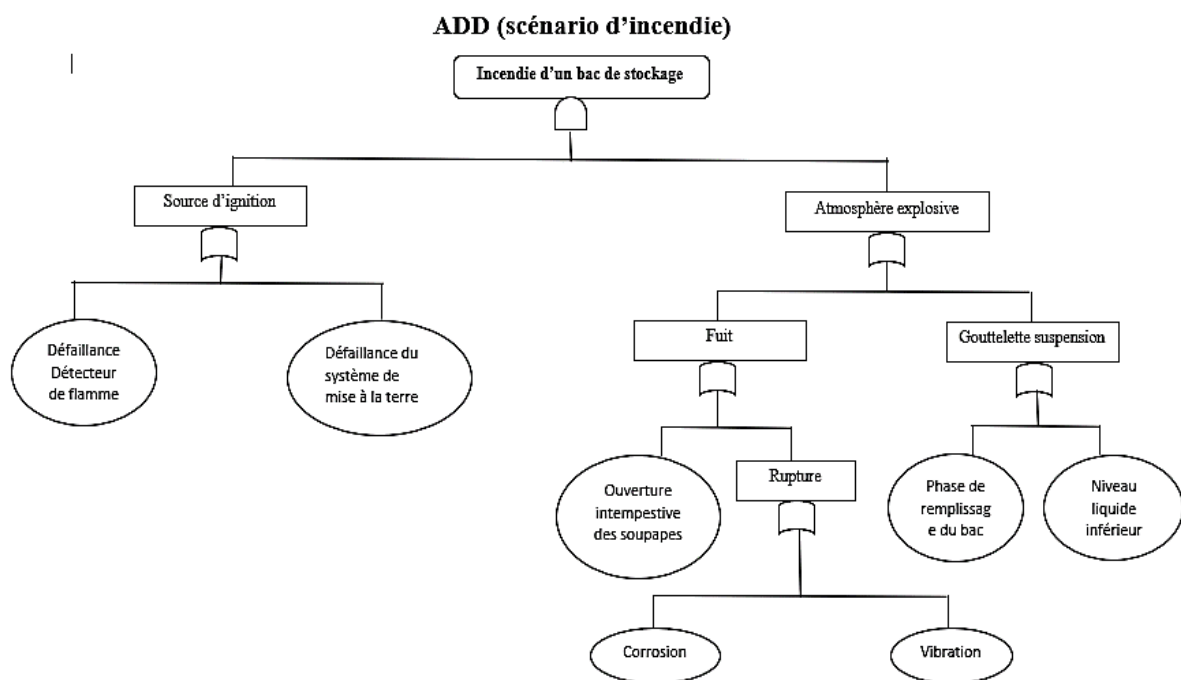 ADD (scénario d'incendie)
Incendie d'un bac de stockage
Source d'ignition
Atmosphère explosive
Fuit
Gouttelette suspension
Défaillance
Détecteur
de flamme
Défaillance du
système de
mise à la terre
Ouverture
intempestive
des soupapes
Rupture
Phase de
remplissag
e du bac
Niveau
liquide
inférieur
Corrosion
Vibration